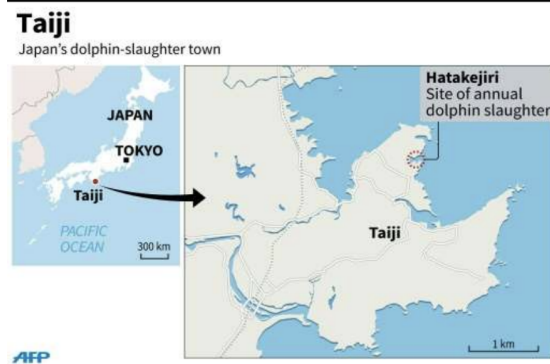 Taiji
Japan's dolphin-slaughter town
JAPAN
TOKYO
Taiji
PACIFIC
OCEAN
300 km
Hatakejiri
Site of annual
dolphin slaughter
Taiji
1 km
AFP